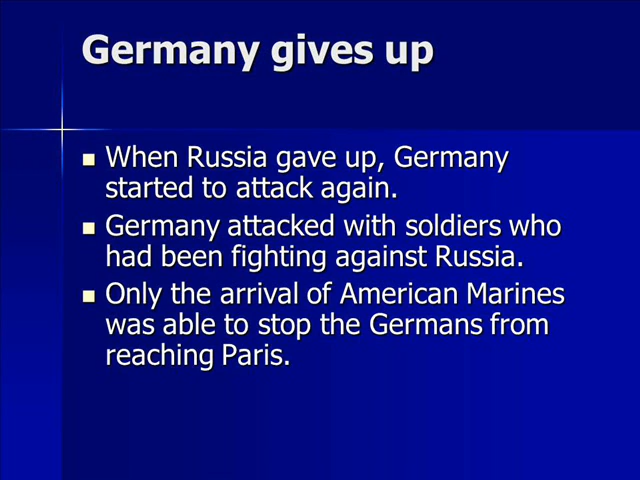 Germany gives up
When Russia gave up, Germany
started to attack again.
Germany attacked with soldiers who
had been fighting against Russia.
Only the arrival of American Marines
was able to stop the Germans from
reaching Paris.